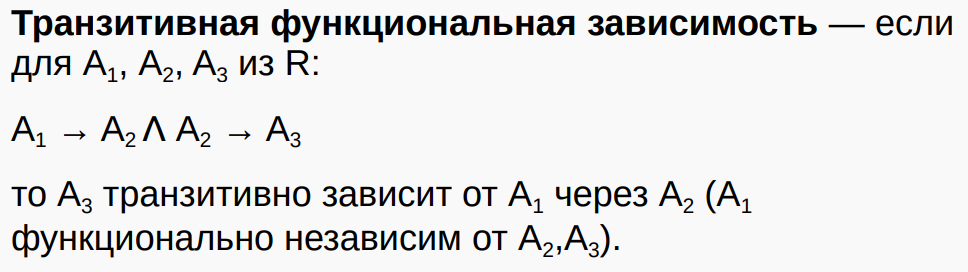 Транзитивная функциональная зависимость — если
для A₁, A₂, A₃ из R:
A₁ → A₂ Λ A₂ → A₃
то A₃ транзитивно зависит от A₁ через A₂ (A₁
функционально независим от A₂,A₃).